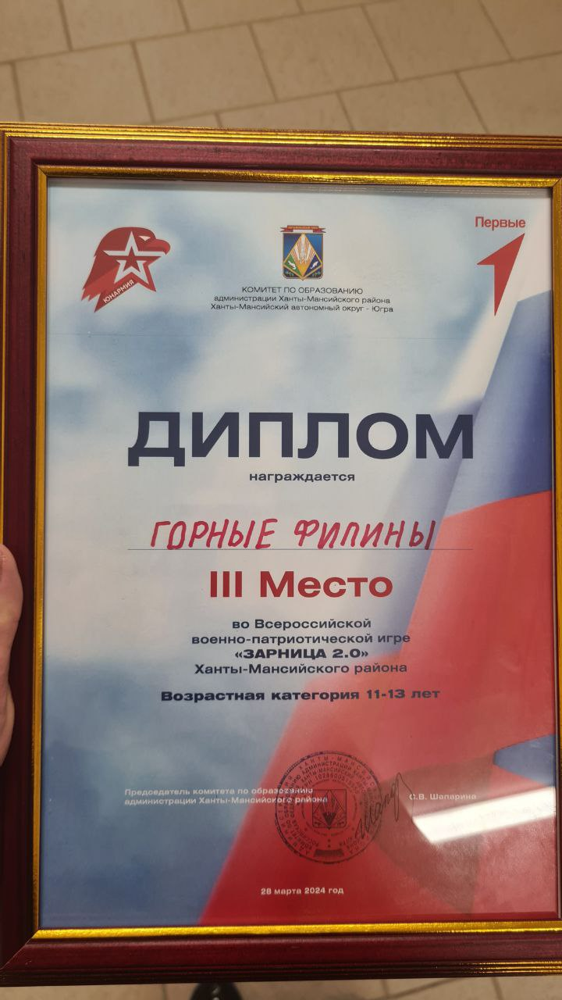 ЮНАРМИЯ
Первые
КОМИТЕТ ПО ОБРАЗОВАНИЮ
администрации Ханты-Мансийского района
Ханты-Мансийский автономный округ - Югра
ДИПЛОМ
награждается
ГОРНЫЕ ФИЛИНЫ
III Место
во Всероссийской
военно-патриотической игре
«ЗАРНИЦА 2.0»
Ханты-Мансийского района
Возрастная категория 11-13 лет
Председатель комитета по образованию
администрации Ханты-Мансийского района
С.В. Шапарина
28 марта 2024 год